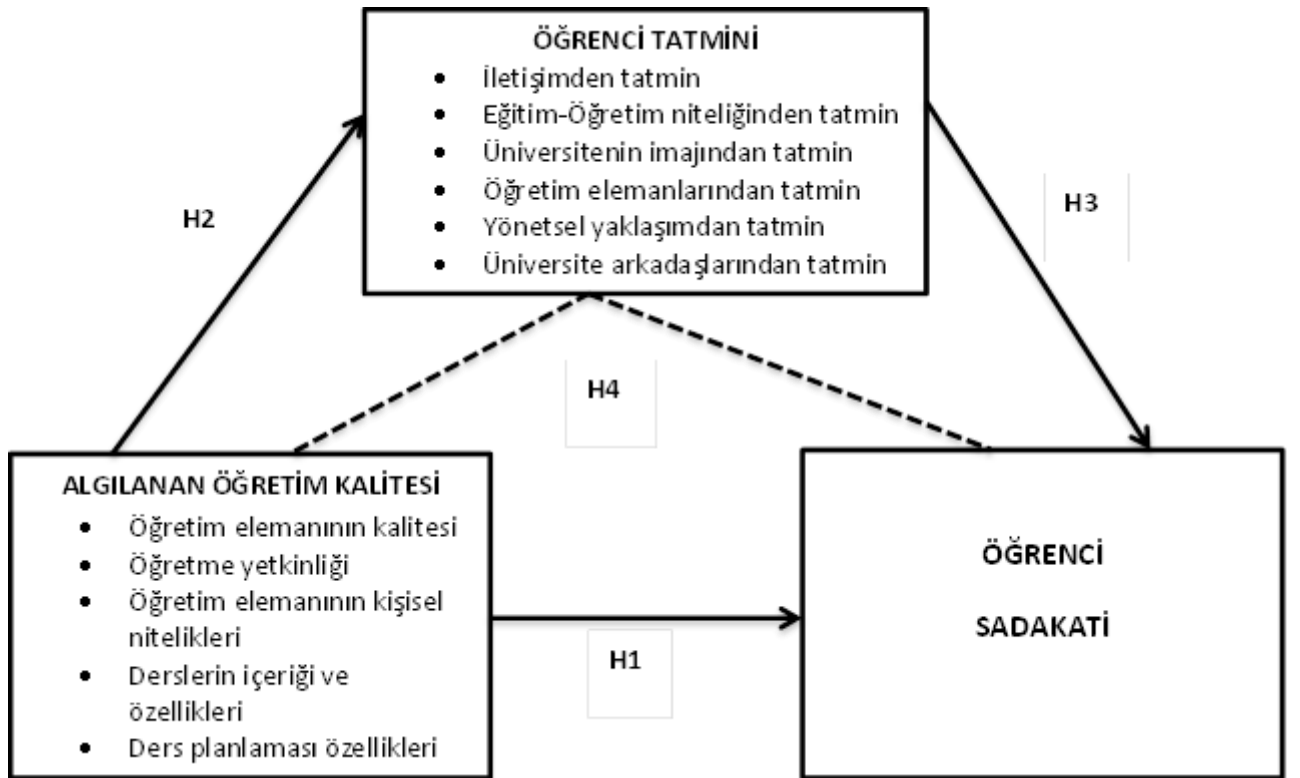 ÖĞRENCİ TATMİNİ
• İletişimden tatmin
• Eğitim-Öğretim niteliğinden tatmin
• Üniversitenin imajından tatmin
• Öğretim elemanlarından tatmin
• Yönetsel yaklaşımdan tatmin
• Üniversite arkadaşlarından tatmin
H2
H3
H4
ALGILANAN ÖĞRETİM KALİTESİ
• Öğretim elemanının kalitesi
• Öğretme yetkinliği
• Öğretim elemanının kişisel
nitelikleri
• Derslerin içeriği ve
özellikleri
• Ders planlaması özellikleri
H1
ÖĞRENCİ
SADAKATİ